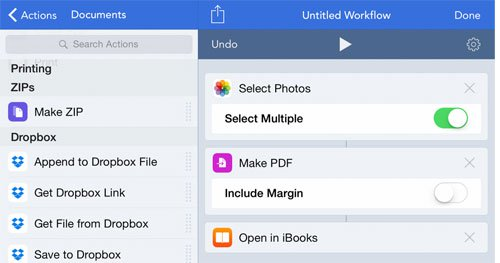 Actions
Documents
Search Actions
Print
Printing
ZIPs
Make ZIP
Dropbox
Append to Dropbox File
Get Dropbox Link
Get File from Dropbox
Save to Dropbox
Untitled Workflow
Done
Undo
Select Photos
Select Multiple
Make PDF
Include Margin
Open in iBooks